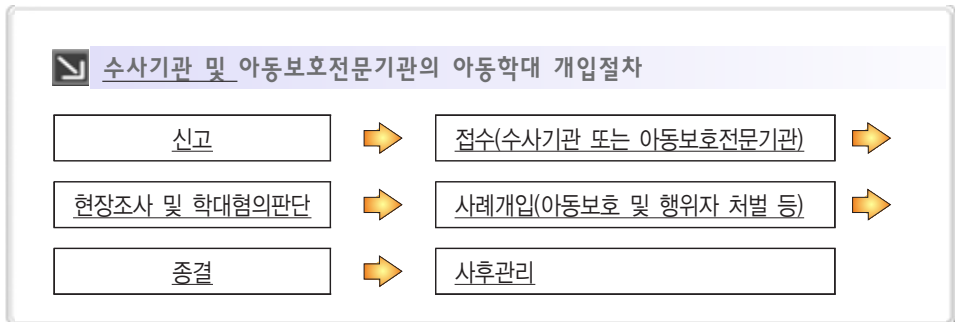 수사기관 및 아동보호전문기관의 아동학대 개입절차
신고
접수(수사기관 또는 아동보호전문기관)
현장조사 및 학대혐의판단
사례개입(아동보호 및 행위자 처벌 등)
종결
사후관리